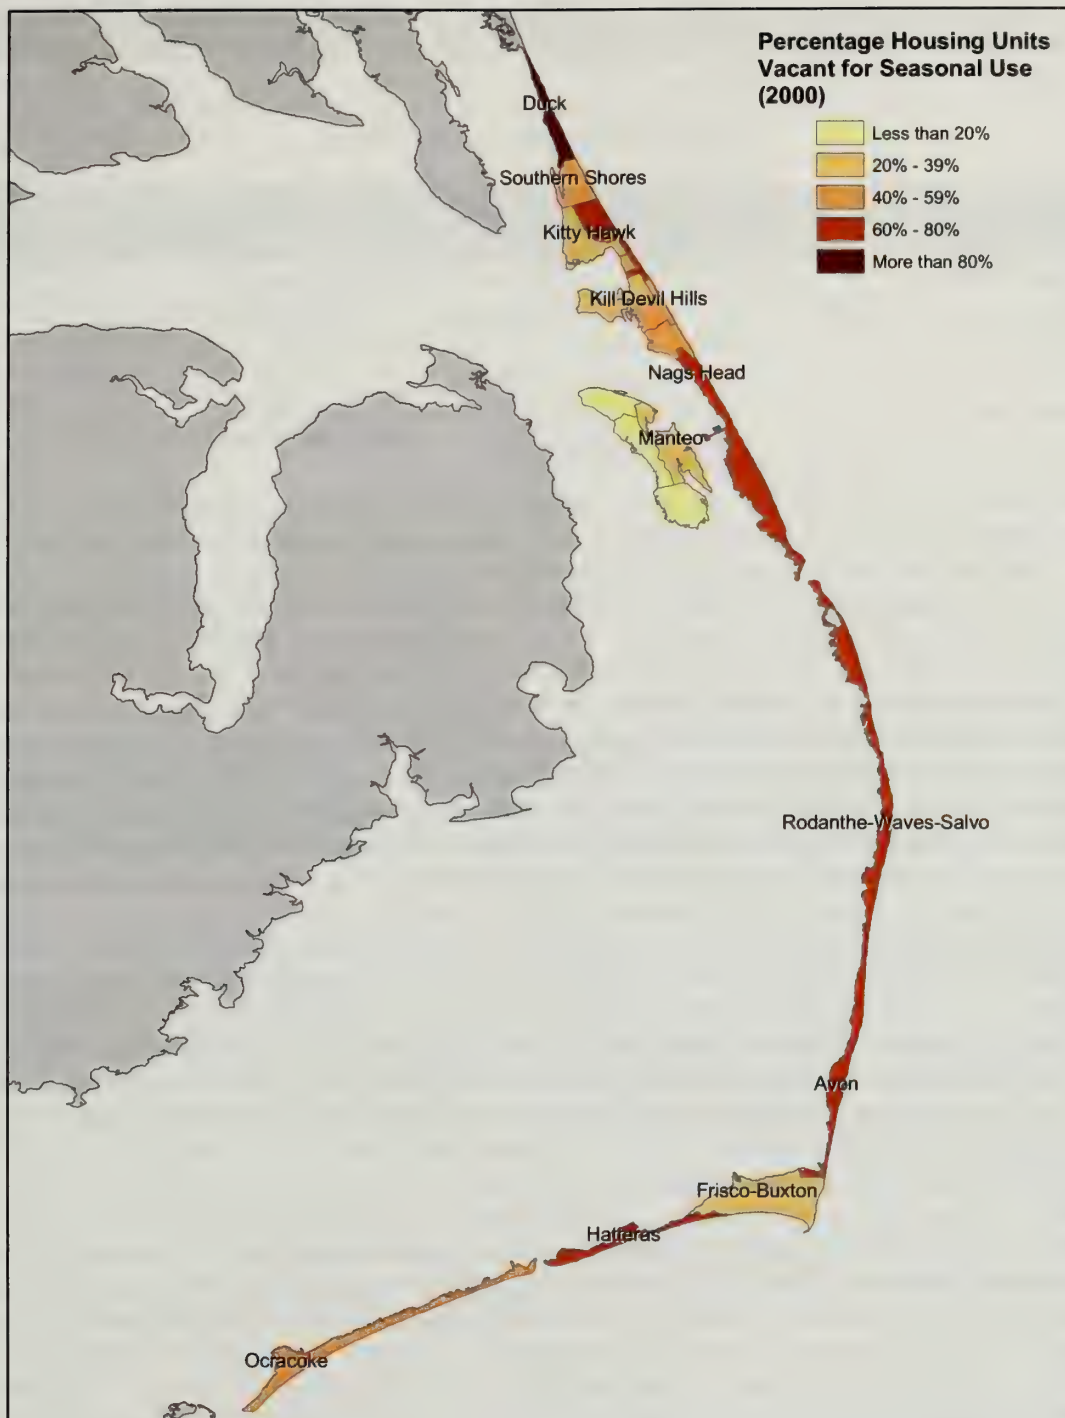 Percentage Housing Units
Vacant for Seasonal Use
(2000)
Less than 20%
20% - 39%
40% - 59%
60% - 80%
More than 80%
Duck
Southern Shores
Kitty Hawk
Kill Devil Hills
Nags Head
Manteo
Rodanthe-Waves-Salvo
Avon
Frisco-Buxton
Hatteras
Ocracoke